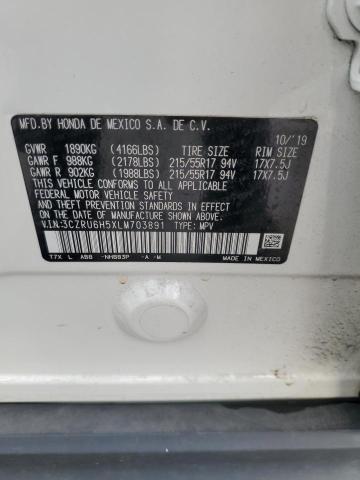 MFD.BY HONDA DE MEXICO S.A. DE C.V.
10/'19
GVWR 1890KG (4166LBS) TIRE SIZE RIM SIZE
GAWR F 988KG (2178LBS) 215/55R17 94V 17X7.5J
GAWR R 902KG (1988LBS) 215/55R17 94V 17X7.5J
THIS VEHICLE CONFORMS TO ALL APPLICABLE
FEDERAL MOTOR VEHICLE SAFETY, BUMPER, AND THEFT
PREVENTION STANDARDS IN EFFECT ON THE DATE OF
MANUFACTURE SHOWN ABOVE.
V.I.N:3CZRU6H5XLM703891 TYPE: MPV
T7X L ABB -NH883P -A -M
MADE IN MEXICO